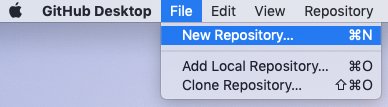 GitHub Desktop File Edit View Repository
New Repository... ⌘N
Add Local Repository... ⌘O
Clone Repository... ⇧⌘O